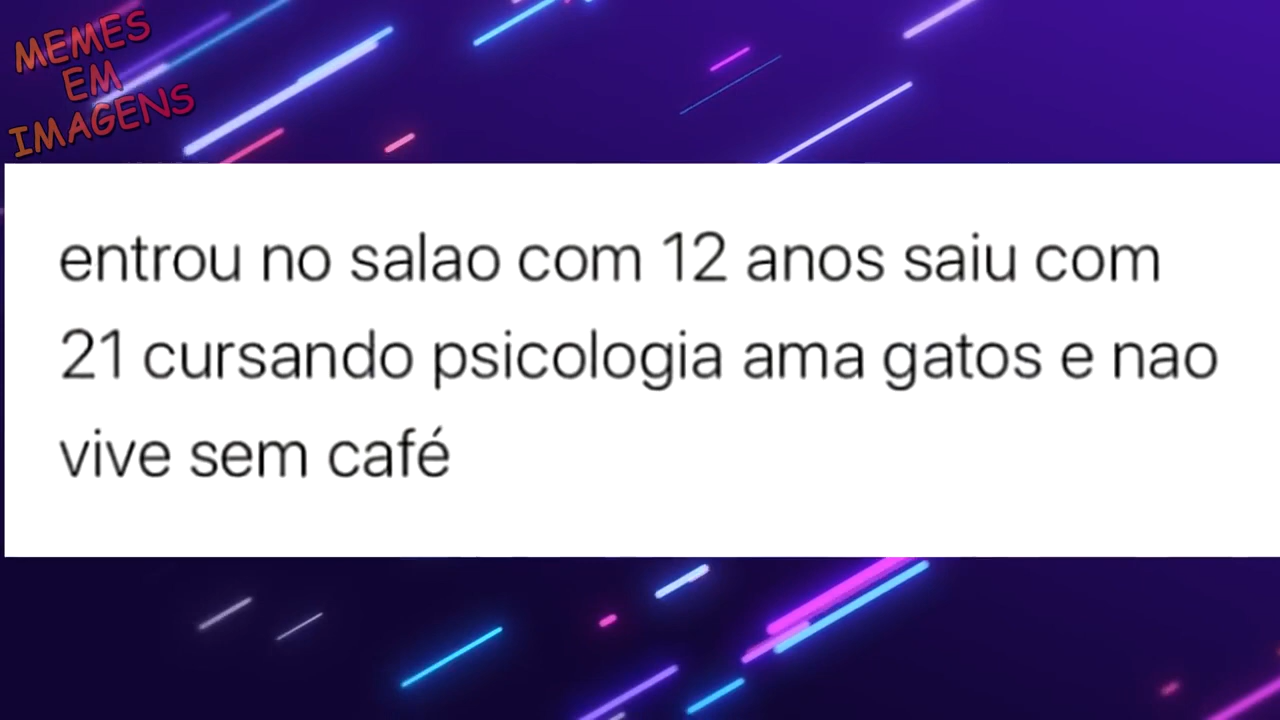 MEMES
EM
IMAGENS
entrou no salao com 12 anos saiu com
21 cursando psicologia ama gatos e nao
vive sem café